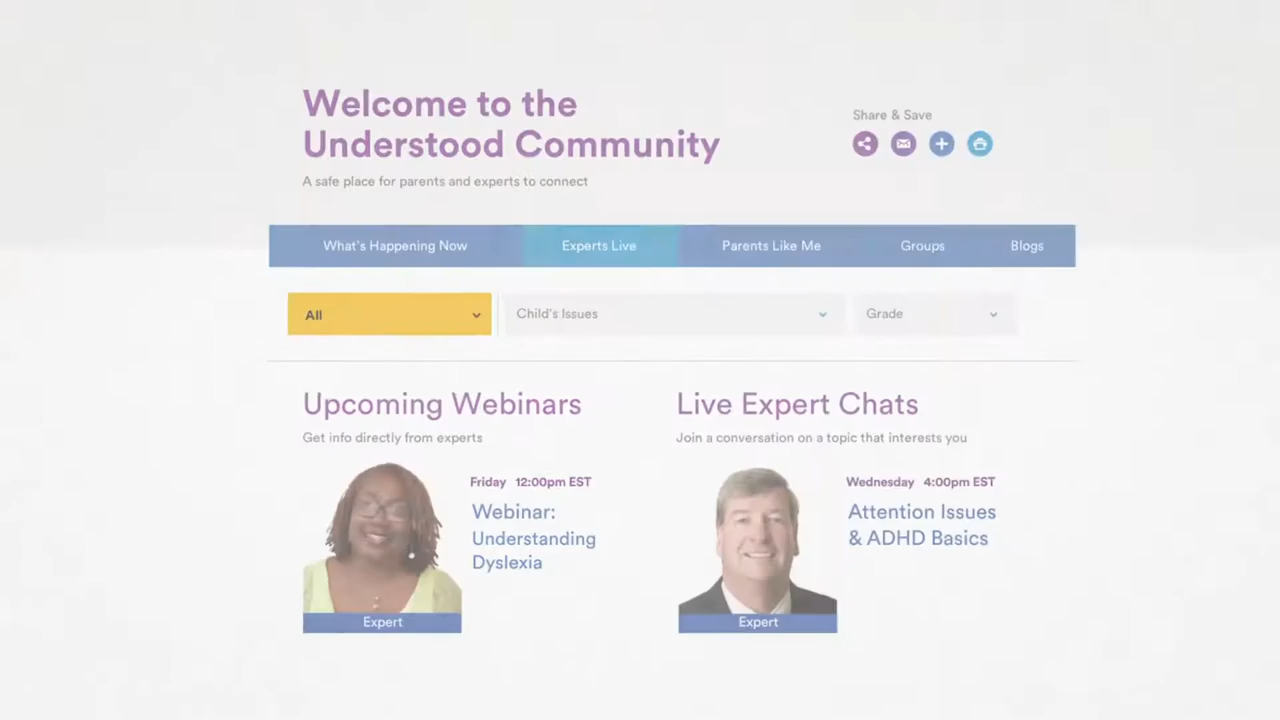 Welcome to the
Understood Community
A safe place for parents and experts to connect
Share & Save
What's Happening Now
Experts Live
Parents Like Me
Groups
Blogs
All
Child's Issues
Grade
Upcoming Webinars
Get info directly from experts
Friday 12:00pm EST
Webinar:
Understanding
Dyslexia
Expert
Live Expert Chats
Join a conversation on a topic that interests you
Wednesday 4:00pm EST
Attention Issues
& ADHD Basics
Expert